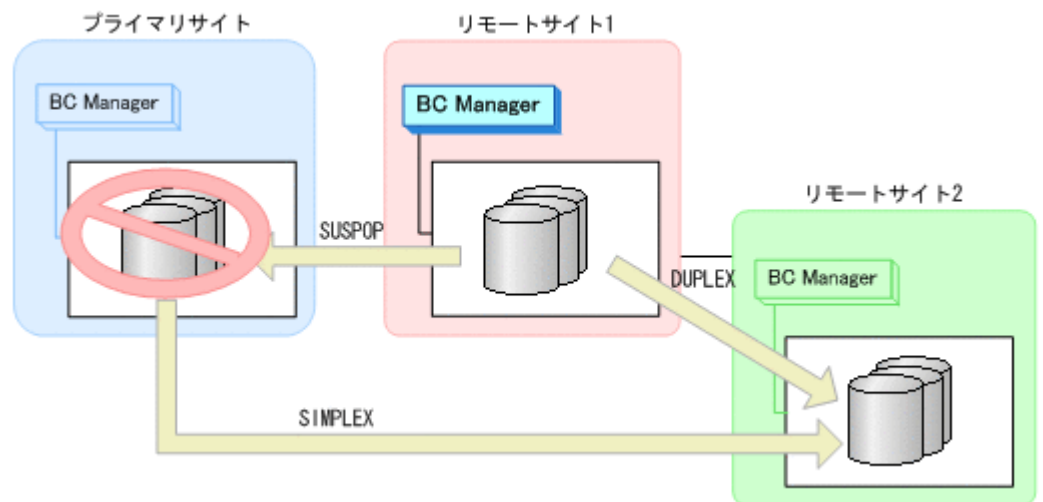 プライマリサイト
リモートサイト1
BC Manager
BC Manager
リモートサイト2
SUSPOP
DUPLEX
BC Manager
SIMPLEX